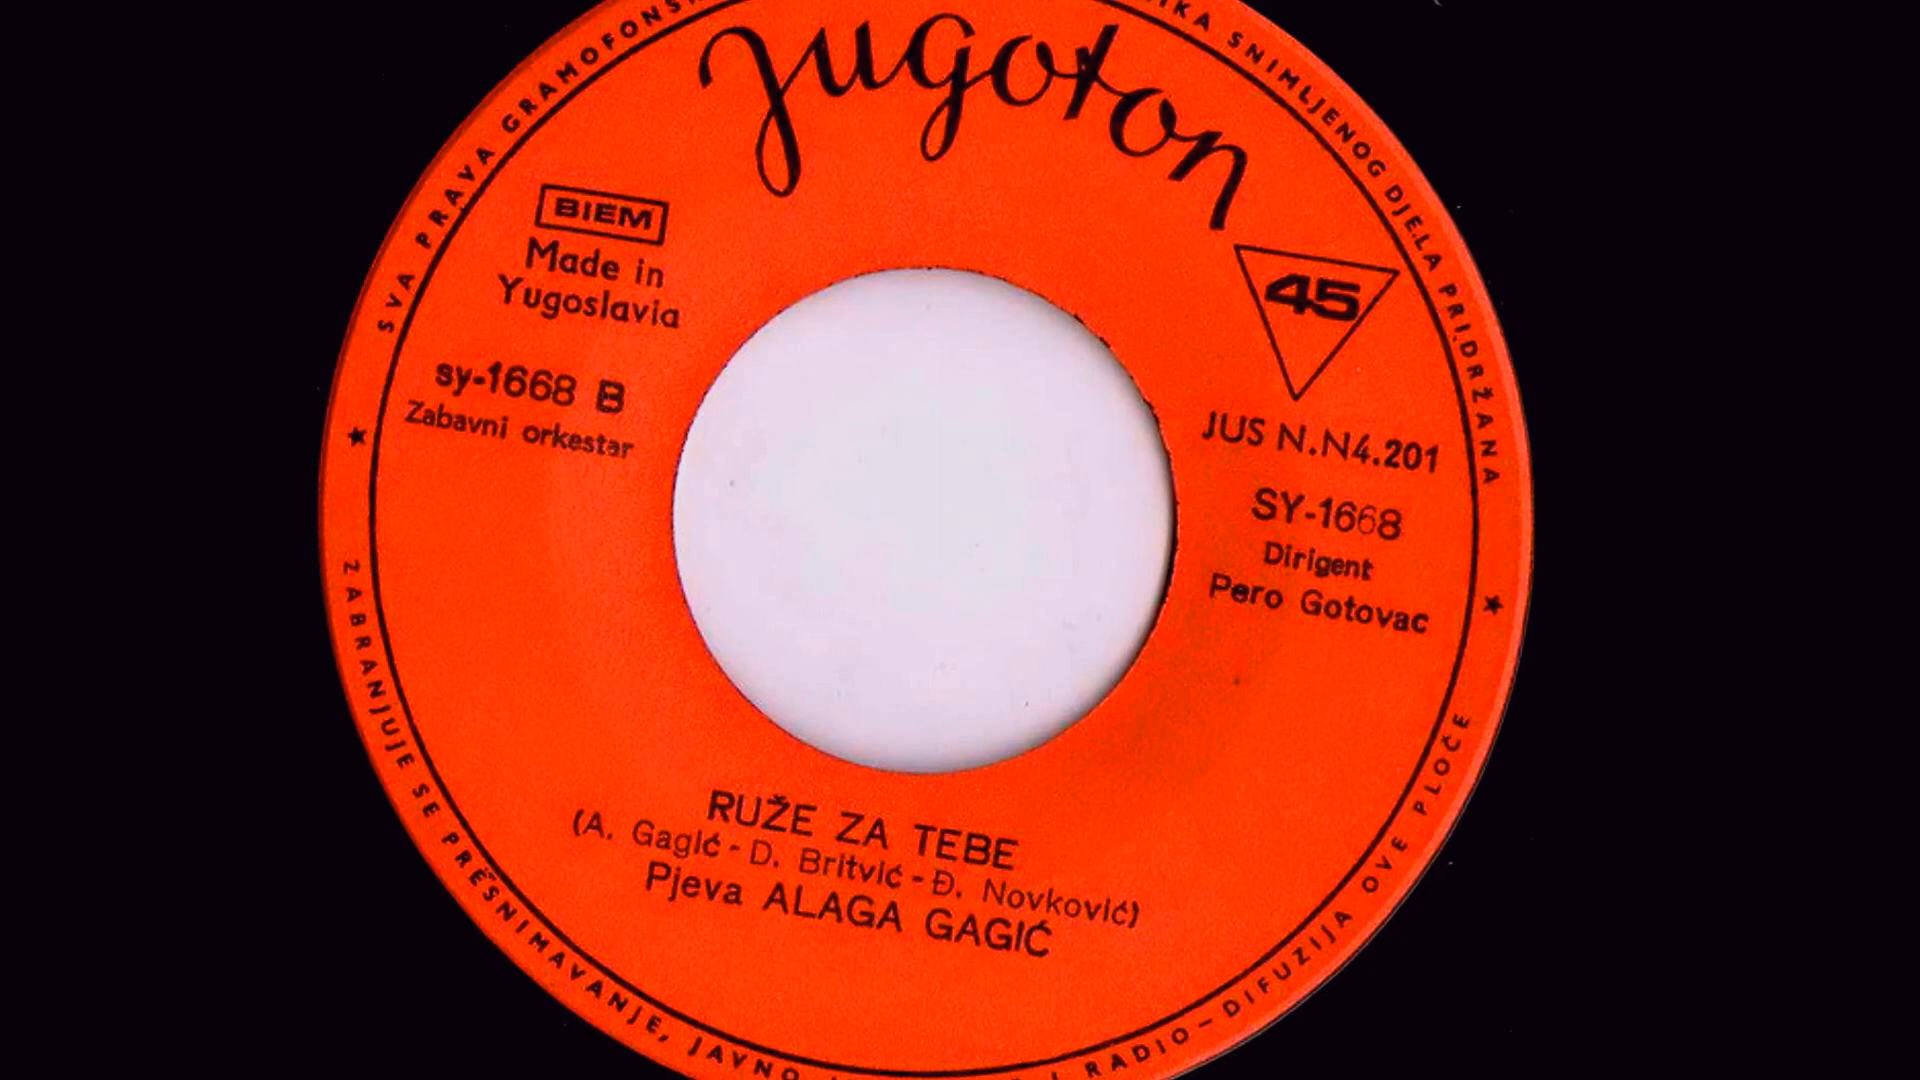 jugoton
SVA PRAVA
SNIMLJENOG DJELA PRIDRŽANA
BIEM
Made in
Yugoslavia
sy-1668 B
Zabavni orkestar
45
JUS N.N4.201
SY-1668
Dirigent
Pero Gotovac
RUŽE ZA TEBE
(A. Gagić - D. Britvić - Đ. Novković)
Pjeva ALAGA GAGIĆ
ZABRANJUJE SE PRESNIMAVANJE, JAVNO
I RADIO-DIFUZIJA OVE PLOČE